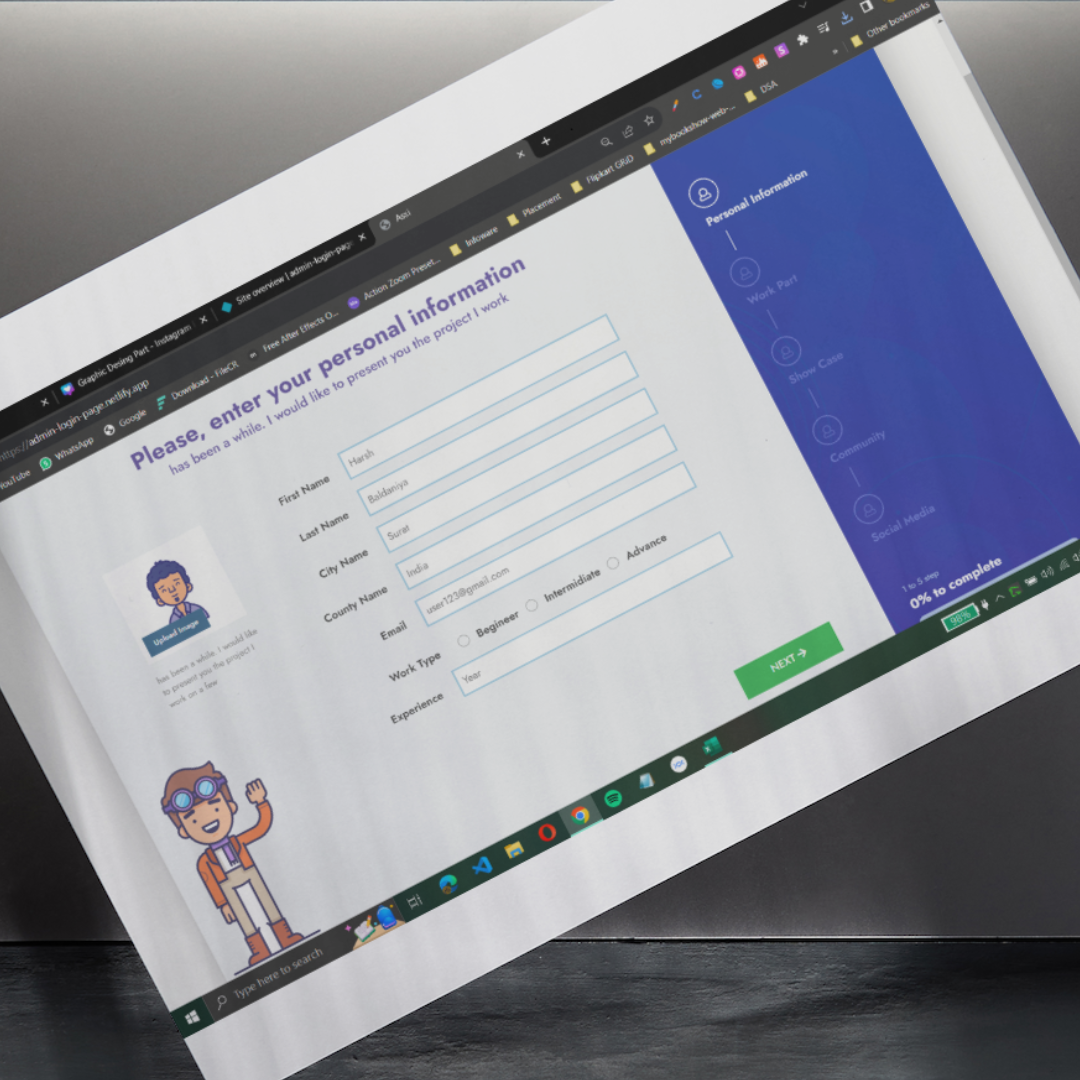 Graphic Desing Part - Instagram
Site overview | admin-login-page
Assi
https://admin-login-page.netlify.app
YouTube
WhatsApp
Google
Download - FileCR
Free After Effects O...
Action Zoom Preset...
Infoware
Placement
Flipkart GRiD
mybookshow-web-...
DSA
»
Other bookmarks
Please, enter your personal information
has been a while. I would like to present you the project I work
Upload Image
has been a while. I would like
to present you the project I
work on a few
First Name
Harsh
Last Name
Baldaniya
City Name
Surat
County Name
India
Email
user123@gmail.com
Work Type
Begineer
Intermidiate
Advance
Experience
Year
NEXT →
Personal Information
Work Part
Show Case
Community
Social Media
1 to 5 step
0% to complete
Type here to search
98%